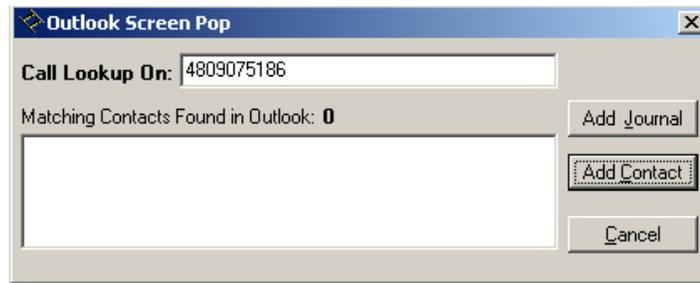 Outlook Screen Pop
Call Lookup On: 4809075186
Matching Contacts Found in Outlook: 0
Add Journal
Add Contact
Cancel